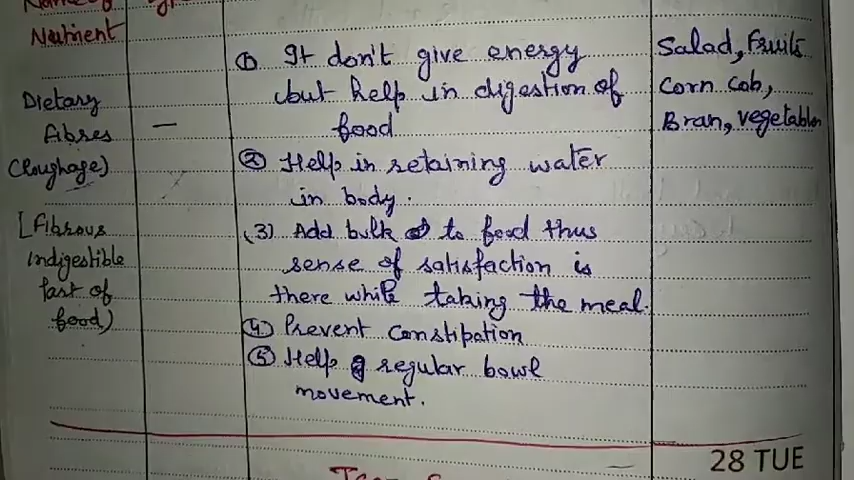 Nutrient
① It don't give energy
but help in digestion of
food
② Help in retaining water
in body.
(3) Add bulk to food thus
sense of satisfaction is
there while taking the meal.
④ Prevent constipation
⑤ Help regular bowl
movement.
Dietary
fibres
(loughage)
[fibrous
indigestible
part of
food)
—
Salad, Fruits
Corn Cob,
Bran, vegetables
28 TUE